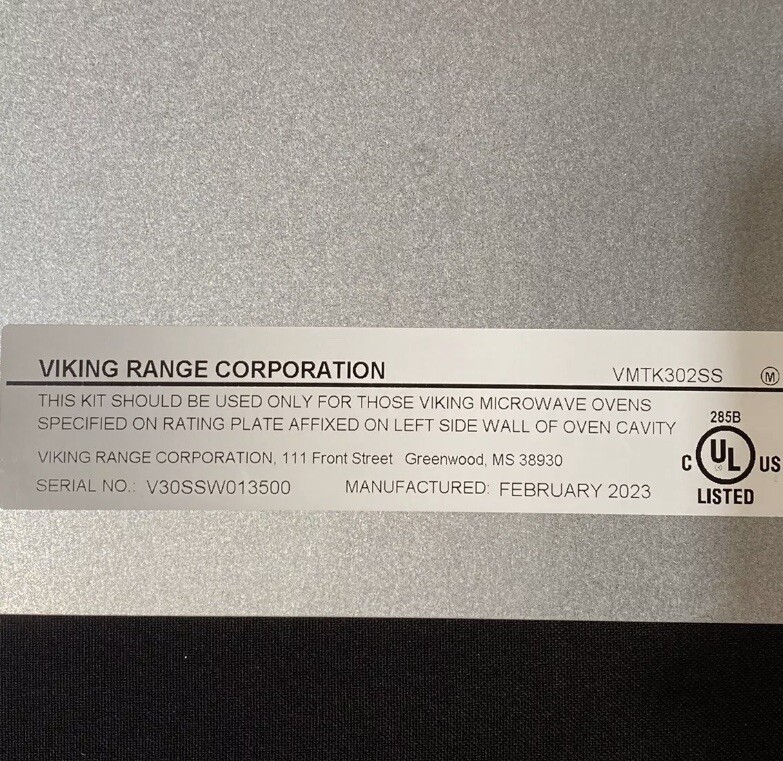 VIKING RANGE CORPORATION VMTK302SS Ⓜ
THIS KIT SHOULD BE USED ONLY FOR THOSE VIKING MICROWAVE OVENS
SPECIFIED ON RATING PLATE AFFIXED ON LEFT SIDE WALL OF OVEN CAVITY
VIKING RANGE CORPORATION, 111 Front Street Greenwood, MS 38930
SERIAL NO.: V30SSW013500 MANUFACTURED: FEBRUARY 2023
285B
C UL US
LISTED